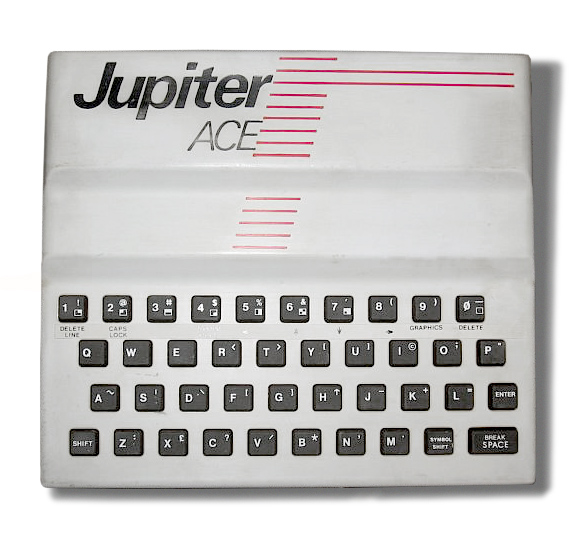 Jupiter
ACE
1 ! 2 @ 3 # 4 $ 5 % 6 & 7 ' 8 ( 9 ) 0 _
DELETE LINE CAPS LOCK GRAPHICS DELETE
Q W E R < T > Y [ U ] I © O ; P "
A ~ S ¦ D \ F { G } H ↑ J - K + L = ENTER
SHIFT Z : X £ C ? V / B * N , M . SYMBOL SHIFT BREAK SPACE